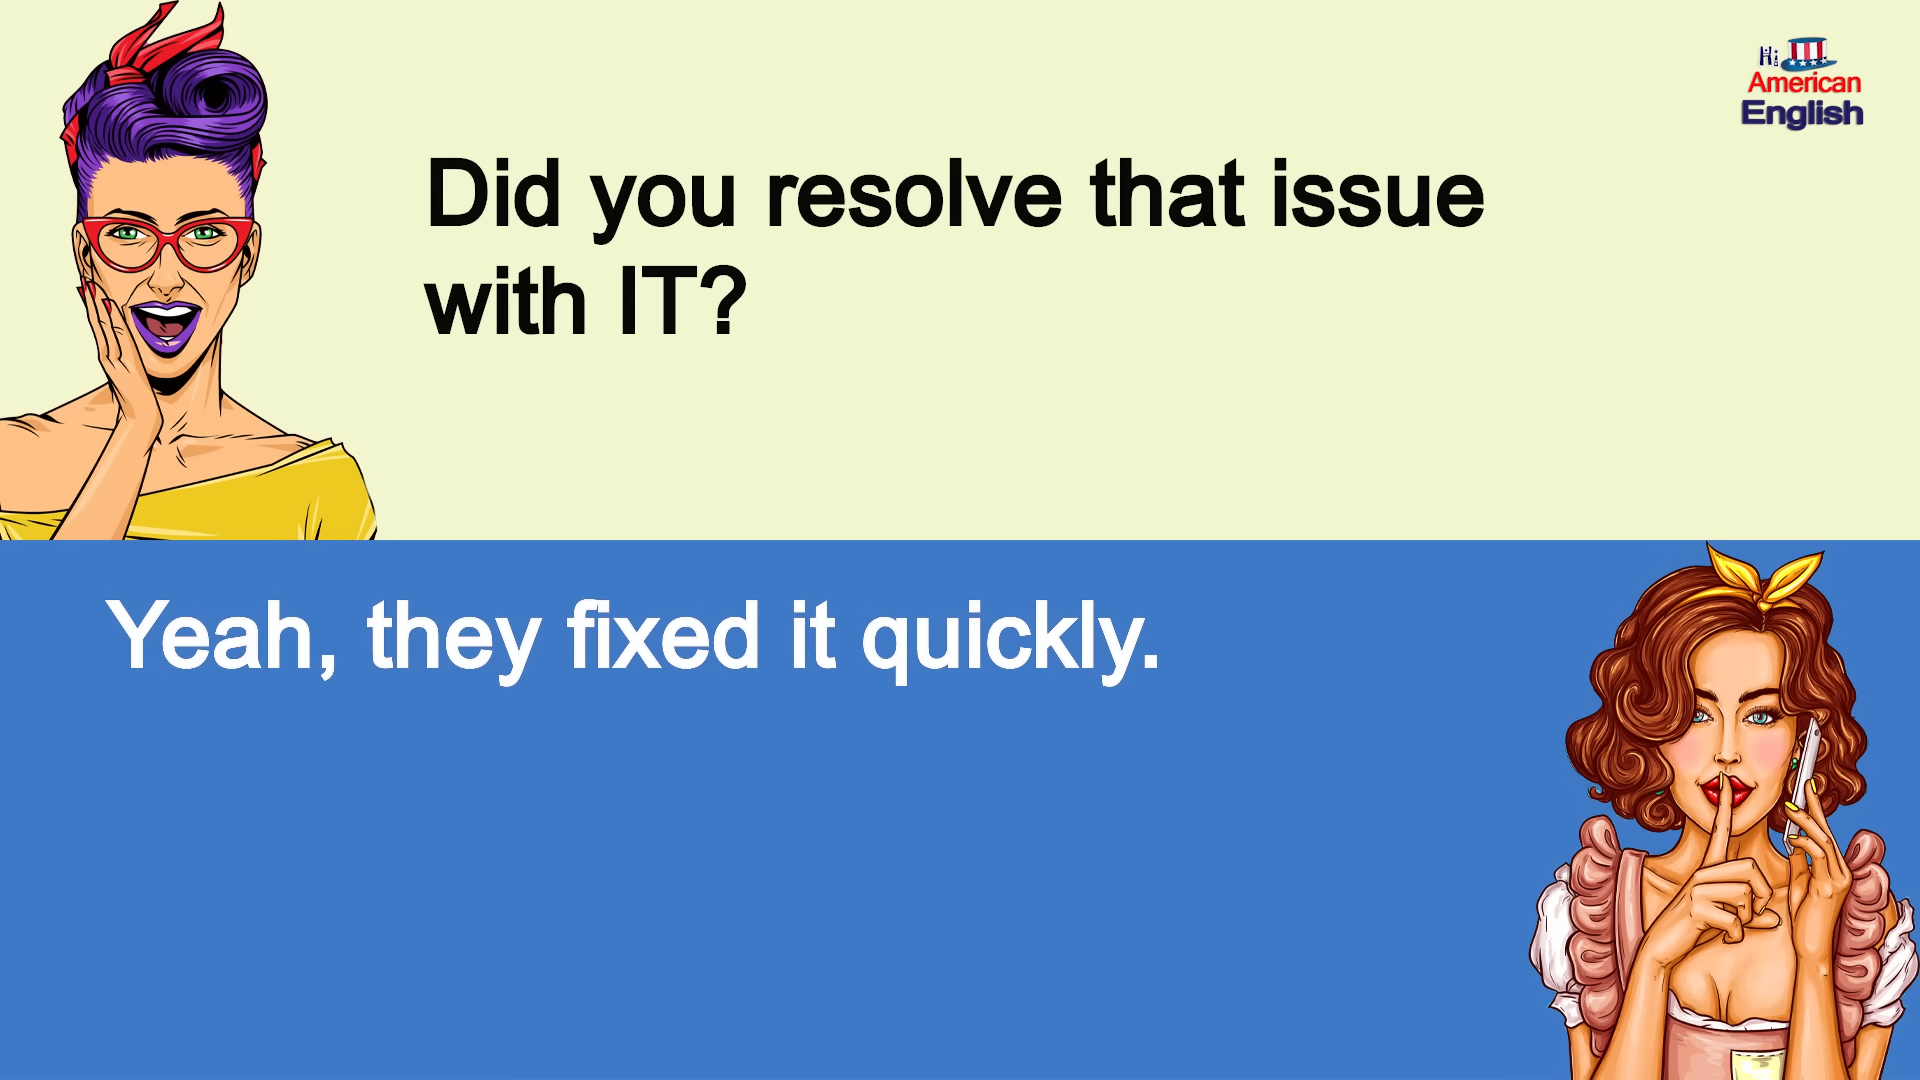 Hi
American
English
Did you resolve that issue
with IT?
Yeah, they fixed it quickly.